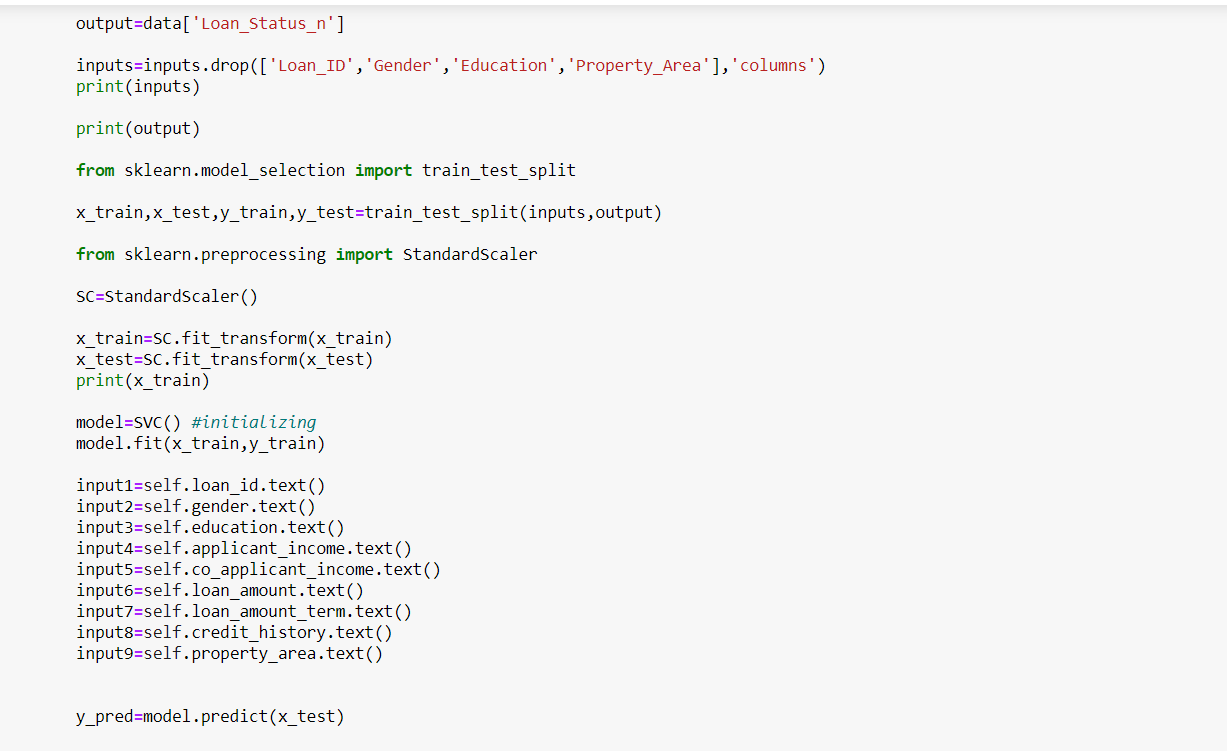 output=data['Loan_Status_n']
inputs=inputs.drop(['Loan_ID','Gender','Education','Property_Area'],'columns')
print(inputs)
print(output)
from sklearn.model_selection import train_test_split
x_train,x_test,y_train,y_test=train_test_split(inputs,output)
from sklearn.preprocessing import StandardScaler
SC=StandardScaler()
x_train=SC.fit_transform(x_train)
x_test=SC.fit_transform(x_test)
print(x_train)
model=SVC() #initializing
model.fit(x_train,y_train)
input1=self.loan_id.text()
input2=self.gender.text()
input3=self.education.text()
input4=self.applicant_income.text()
input5=self.co_applicant_income.text()
input6=self.loan_amount.text()
input7=self.loan_amount_term.text()
input8=self.credit_history.text()
input9=self.property_area.text()
y_pred=model.predict(x_test)